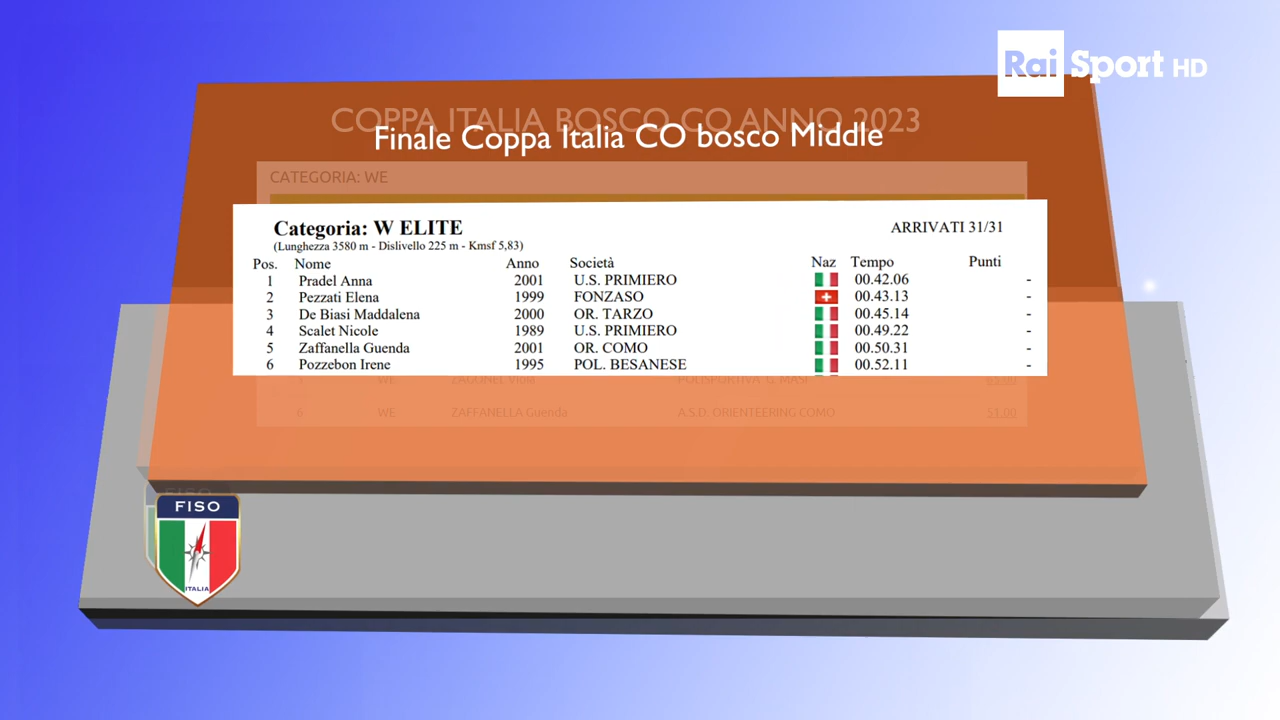 Rai Sport HD
COPPA ITALIA BOSCO CO ANNO 2023
Finale Coppa Italia CO bosco Middle
CATEGORIA: WE
Categoria: W ELITE ARRIVATI 31/31
(Lunghezza 3580 m - Dislivello 225 m - Kmsf 5,83)
Pos. Nome Anno Società Naz Tempo Punti
1 Pradel Anna 2001 U.S. PRIMIERO 00.42.06 -
2 Pezzati Elena 1999 FONZASO 00.43.13 -
3 De Biasi Maddalena 2000 OR. TARZO 00.45.14 -
4 Scalet Nicole 1989 U.S. PRIMIERO 00.49.22 -
5 Zaffanella Guenda 2001 OR. COMO 00.50.31 -
6 Pozzebon Irene 1995 POL. BESANESE 00.52.11 -
WE ZAGONEL Viola POLISPORTIVA G. MASI
6 WE ZAFFANELLA Guenda A.S.D. ORIENTEERING COMO 51.00
FISO
ITALIA